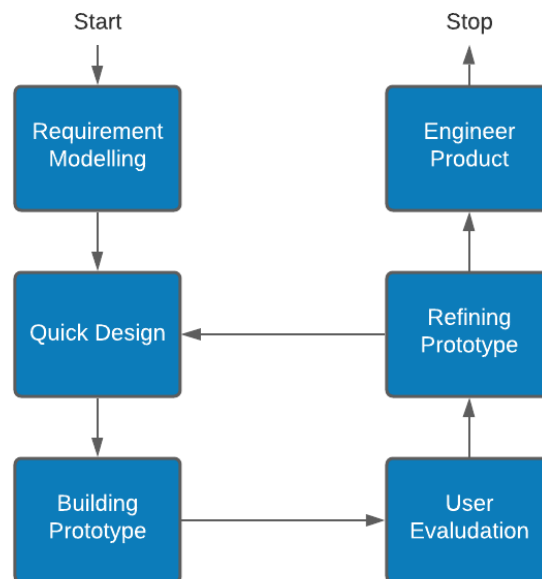 Start
Stop
Requirement
Modelling
Engineer
Product
Quick Design
Refining
Prototype
Building
Prototype
User
Evaludation